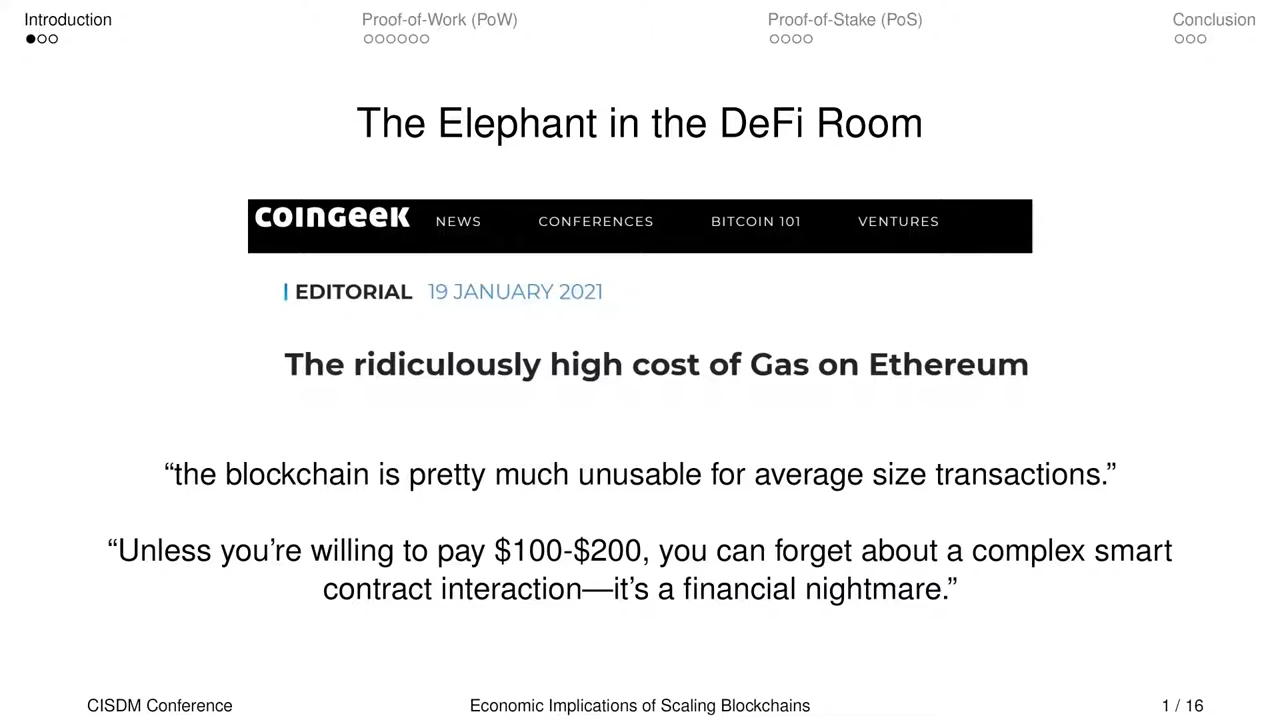 Introduction Proof-of-Work (PoW) Proof-of-Stake (PoS) Conclusion
The Elephant in the DeFi Room
coingeek NEWS CONFERENCES BITCOIN 101 VENTURES
EDITORIAL 19 JANUARY 2021
The ridiculously high cost of Gas on Ethereum
“the blockchain is pretty much unusable for average size transactions.”
“Unless you’re willing to pay $100-$200, you can forget about a complex smart
contract interaction—it’s a financial nightmare.”
CISDM Conference Economic Implications of Scaling Blockchains 1 / 16